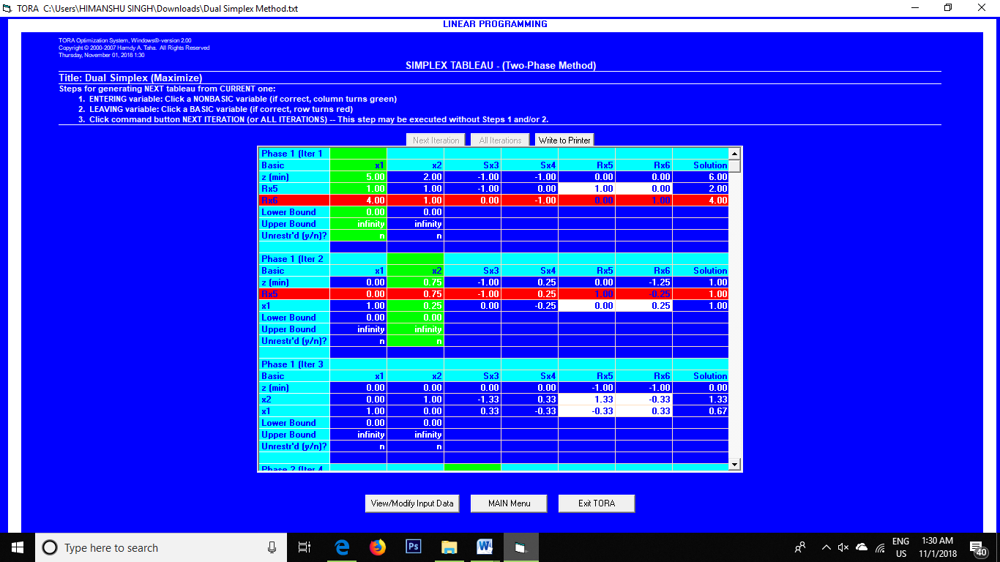 TORA C:\Users\HIMANSHU SINGH\Downloads\Dual Simplex Method.txt
LINEAR PROGRAMMING
TORA Optimization System, Windows®-version 2.00
Copyright © 2000-2007 Hamdy A. Taha. All Rights Reserved
Thursday, November 01, 2018 1:30
SIMPLEX TABLEAU - (Two-Phase Method)
Title: Dual Simplex (Maximize)
Steps for generating NEXT tableau from CURRENT one:
1. ENTERING variable: Click a NONBASIC variable (if correct, column turns green)
2. LEAVING variable: Click a BASIC variable (if correct, row turns red)
3. Click command button NEXT ITERATION (or ALL ITERATIONS) -- This step may be executed without Steps 1 and/or 2.
Next Iteration All Iterations Write to Printer
Phase 1 (Iter 1
Basic x1 x2 Sx3 Sx4 Rx5 Rx6 Solution
z (min) 5.00 2.00 -1.00 -1.00 0.00 0.00 6.00
Rx5 1.00 1.00 -1.00 0.00 1.00 0.00 2.00
Rx6 4.00 1.00 0.00 -1.00 0.00 1.00 4.00
Lower Bound 0.00 0.00
Upper Bound infinity infinity
Unrestr'd (y/n)? n n
Phase 1 (Iter 2
Basic x1 x2 Sx3 Sx4 Rx5 Rx6 Solution
z (min) 0.00 0.75 -1.00 0.25 0.00 -1.25 1.00
Rx5 0.00 0.75 -1.00 0.25 1.00 -0.25 1.00
x1 1.00 0.25 0.00 -0.25 0.00 0.25 1.00
Lower Bound 0.00 0.00
Upper Bound infinity infinity
Unrestr'd (y/n)? n n
Phase 1 (Iter 3
Basic x1 x2 Sx3 Sx4 Rx5 Rx6 Solution
z (min) 0.00 0.00 0.00 0.00 -1.00 -1.00 0.00
x2 0.00 1.00 -1.33 0.33 1.33 -0.33 1.33
x1 1.00 0.00 0.33 -0.33 -0.33 0.33 0.67
Lower Bound 0.00 0.00
Upper Bound infinity infinity
Unrestr'd (y/n)? n n
Phase 2 (Iter 4
View/Modify Input Data MAIN Menu Exit TORA
Type here to search
Ps
W
ENG
US
1:30 AM
11/1/2018
40